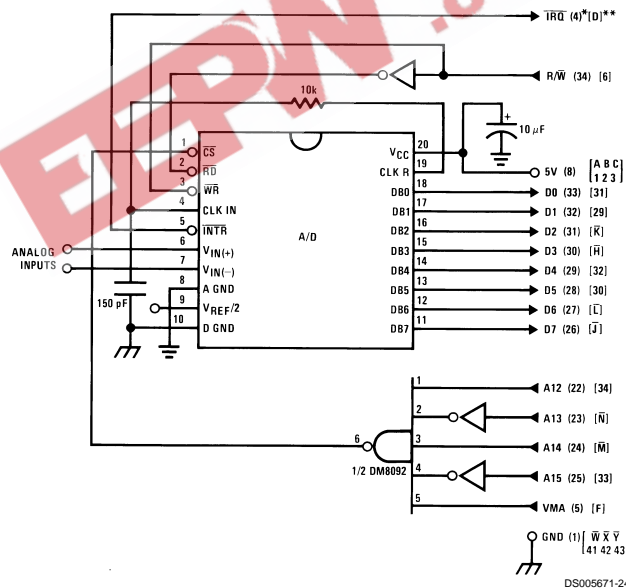 EEPW
I̅R̅Q̅ (4)*[D]**
R/W̅ (34) [6]
10k
+
10 μF
1
C̅S̅
2
R̅D̅
3
W̅R̅
4
CLK IN
5
I̅N̅T̅R̅
6
VIN(+)
7
VIN(−)
8
A GND
9
VREF/2
10
D GND
ANALOG
INPUTS
150 pF
A/D
VCC
20
CLK R
19
DB0
18
DB1
17
DB2
16
DB3
15
DB4
14
DB5
13
DB6
12
DB7
11
5V (8) [A B C
1 2 3]
D0 (33) [31]
D1 (32) [29]
D2 (31) [K̅]
D3 (30) [H̅]
D4 (29) [32]
D5 (28) [30]
D6 (27) [L̅]
D7 (26) [J̅]
1
A12 (22) [34]
2
A13 (23) [N̅]
3
A14 (24) [M̅]
4
A15 (25) [33]
5
VMA (5) [F]
6
1/2 DM8092
GND (1) [W̅ X̅ Y̅
41 42 43
DS005671-24